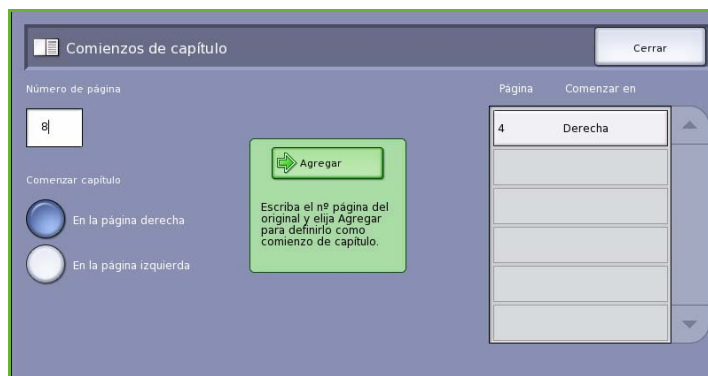 Comienzos de capítulo
Cerrar
Número de página
8
Comenzar capítulo
En la página derecha
En la página izquierda
Agregar
Escriba el nº página del
original y elija Agregar
para definirlo como
comienzo de capítulo.
Página Comenzar en
4 Derecha